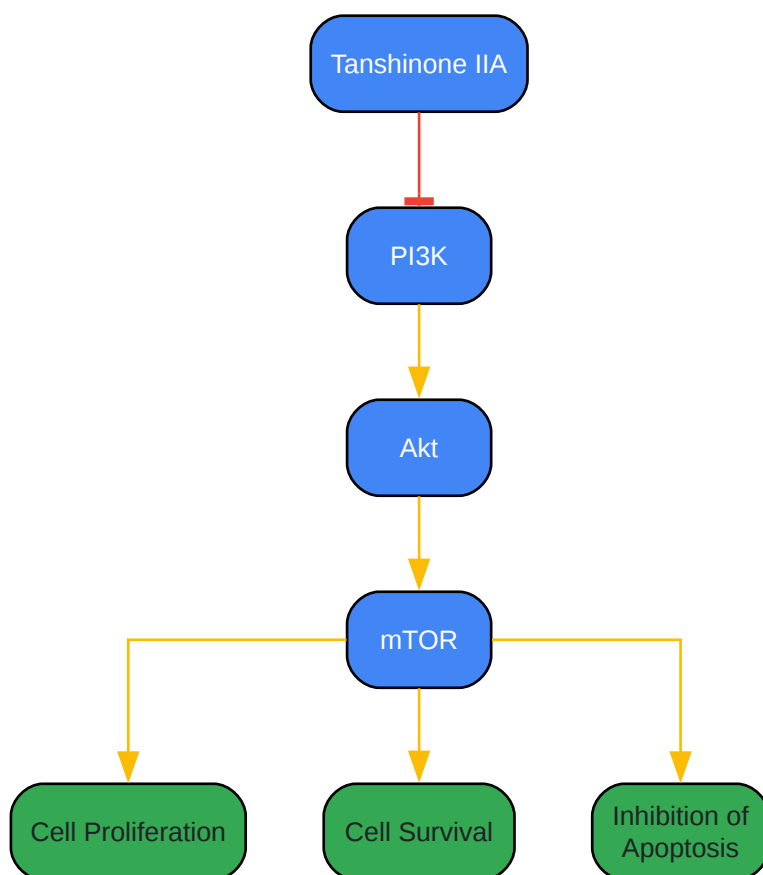 Tanshinone IIA
PI3K
Akt
mTOR
Cell Proliferation
Cell Survival
Inhibition of
Apoptosis